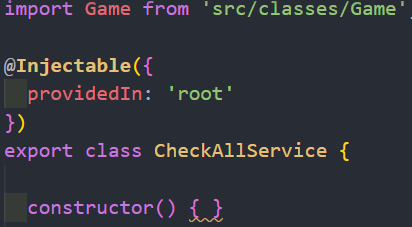 import Game from 'src/classes/Game'
@Injectable({
providedIn: 'root'
})
export class CheckAllService {
constructor() { }